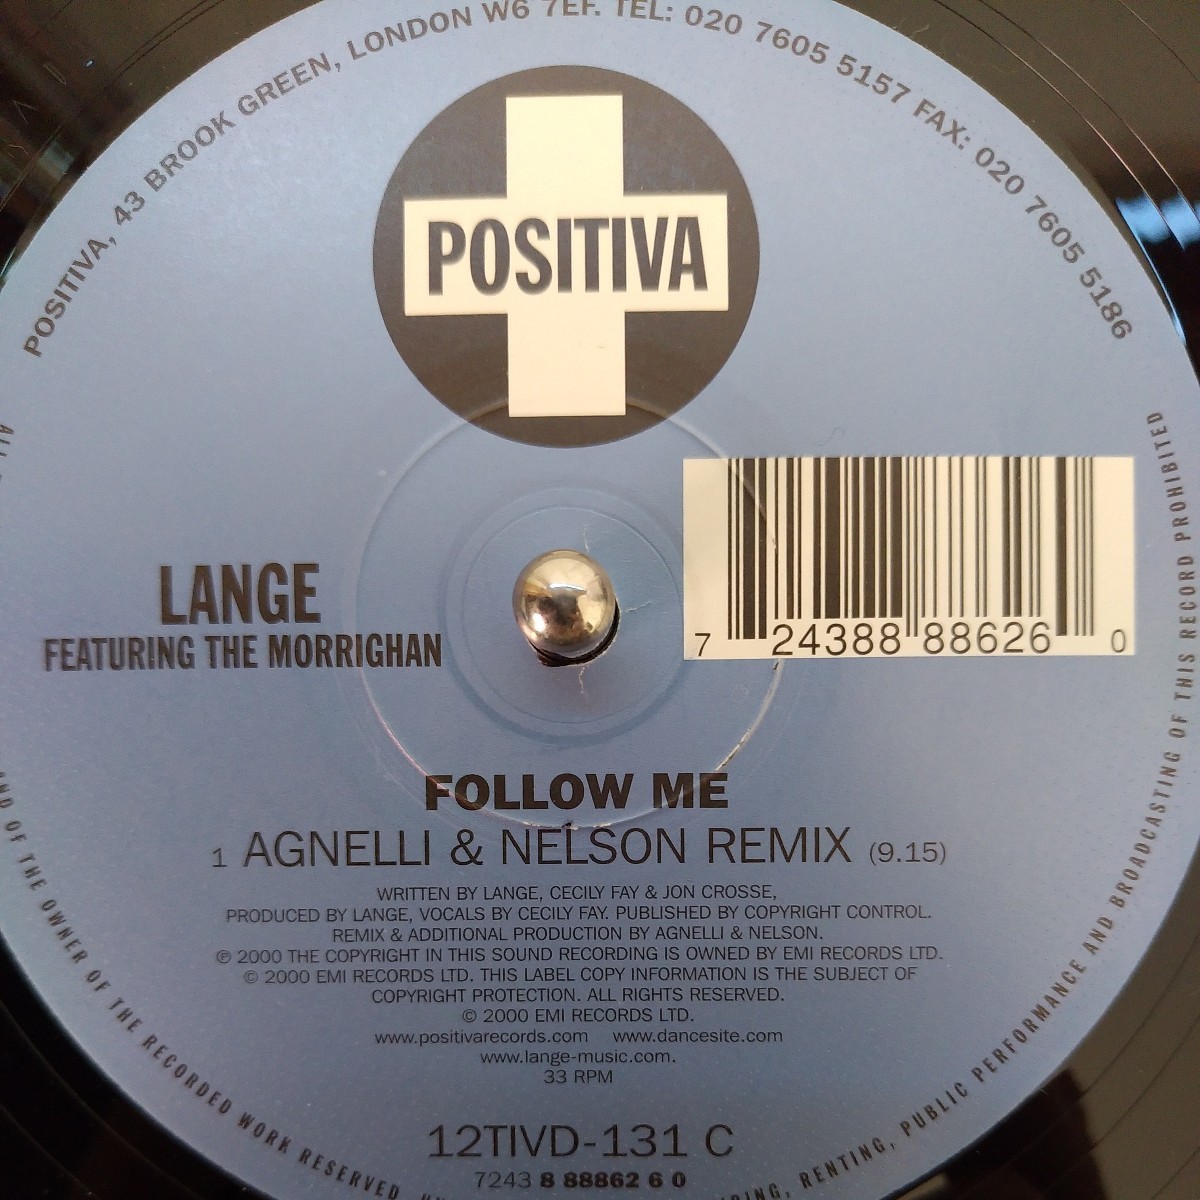 POSITIVA, 43 BROOK GREEN, LONDON W6 7EF. TEL: 020 7605 5157 FAX: 020 7605 5186
POSITIVA
7 24388 88626 0
LANGE
FEATURING THE MORRIGHAN
FOLLOW ME
1 AGNELLI & NELSON REMIX (9.15)
WRITTEN BY LANGE, CECILY FAY & JON CROSSE,
PRODUCED BY LANGE, VOCALS BY CECILY FAY. PUBLISHED BY COPYRIGHT CONTROL.
REMIX & ADDITIONAL PRODUCTION BY AGNELLI & NELSON.
℗ 2000 THE COPYRIGHT IN THIS SOUND RECORDING IS OWNED BY EMI RECORDS LTD.
© 2000 EMI RECORDS LTD. THIS LABEL COPY INFORMATION IS THE SUBJECT OF
COPYRIGHT PROTECTION. ALL RIGHTS RESERVED.
© 2000 EMI RECORDS LTD.
www.positivarecords.com www.dancesite.com
www.lange-music.com.
33 RPM
12TIVD-131 C
7243 8 88862 6 0
AND OF THE OWNER OF THE RECORDED WORK RESERVED
RENTING, PUBLIC PERFORMANCE AND BROADCASTING OF THIS RECORD PROHIBITED